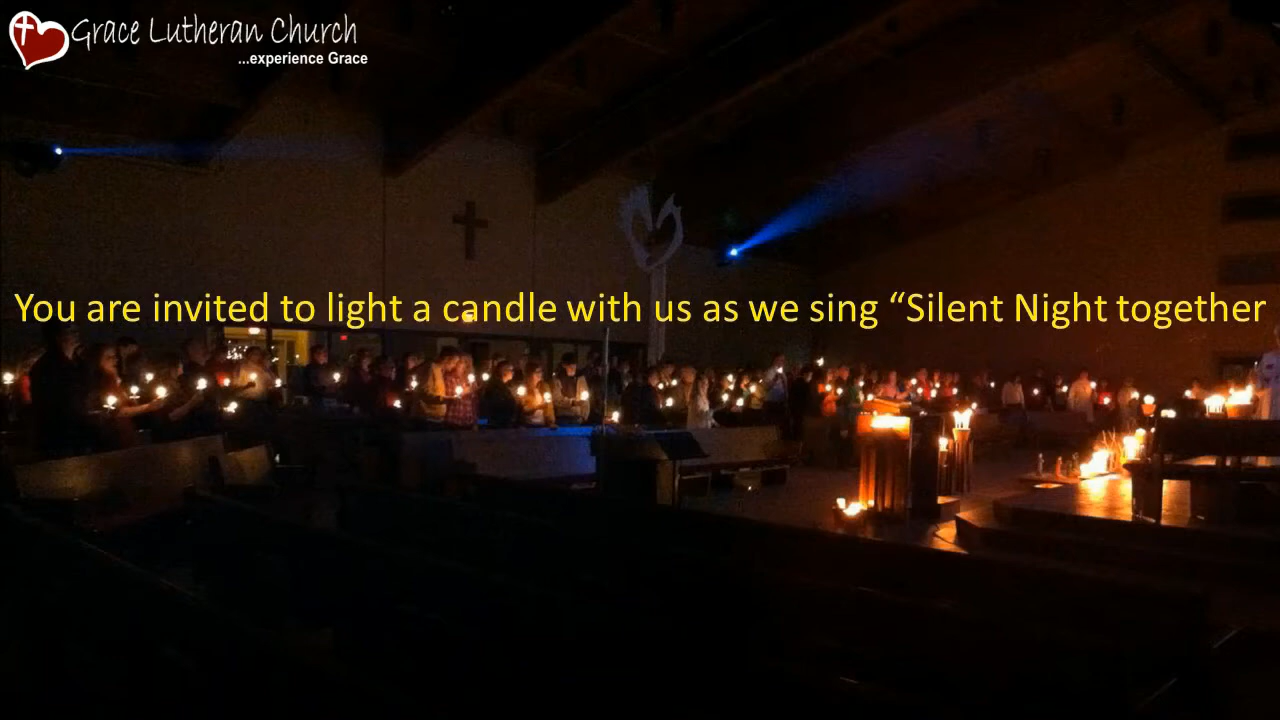 Grace Lutheran Church
...experience Grace
You are invited to light a candle with us as we sing “Silent Night together